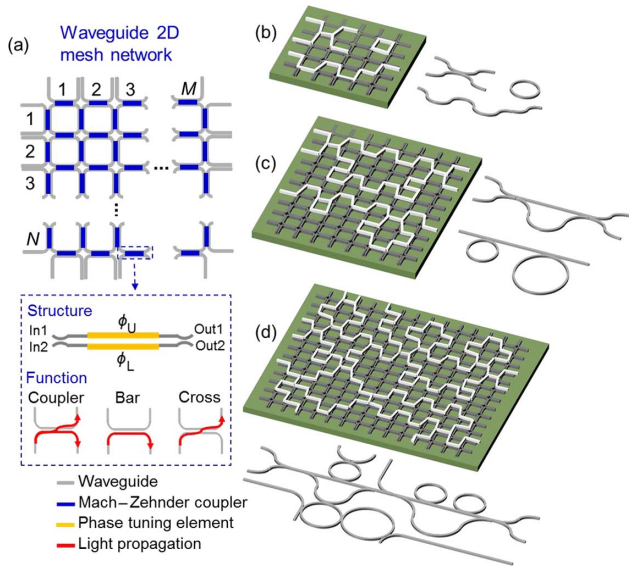 (a)
Waveguide 2D
mesh network
1 2 3 M
1
2
3
...
...
N
Structure
In1
In2
ϕU
ϕL
Out1
Out2
Function
Coupler Bar Cross
Waveguide
Mach–Zehnder coupler
Phase tuning element
Light propagation
(b)
(c)
(d)